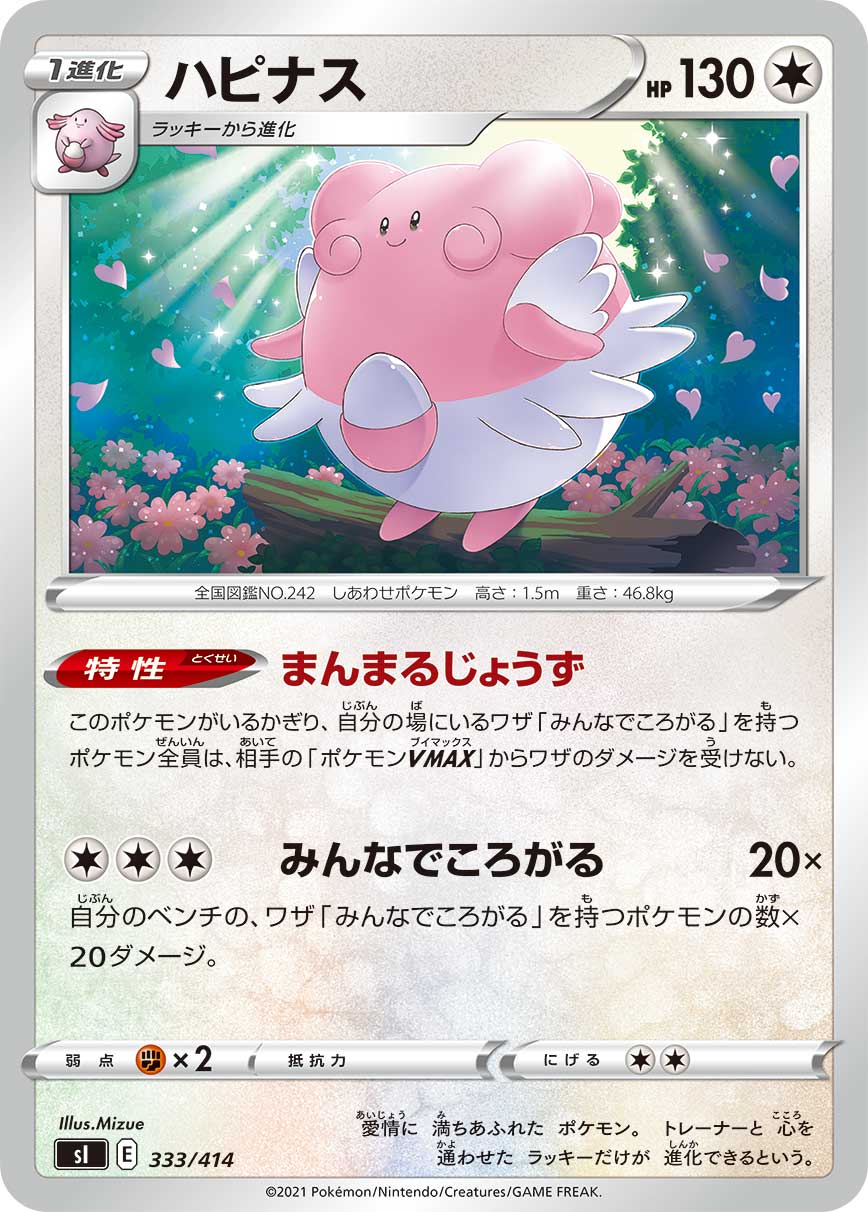 1進化
ハピナス
HP 130
ラッキーから進化
全国図鑑NO.242 しあわせポケモン 高さ：1.5m 重さ：46.8kg
特性 とくせい まんまるじょうず
このポケモンがいるかぎり、自分の場にいるワザ「みんなでころがる」を持つ
ポケモン全員は、相手の「ポケモンVMAX」からワザのダメージを受けない。
みんなでころがる 20×
自分のベンチの、ワザ「みんなでころがる」を持つポケモンの数×
20ダメージ。
弱点 ×2 抵抗力 にげる
Illus.Mizue
sI E 333/414
愛情に 満ちあふれた ポケモン。 トレーナーと 心を
通わせた ラッキーだけが 進化できるという。
©2021 Pokémon/Nintendo/Creatures/GAME FREAK.